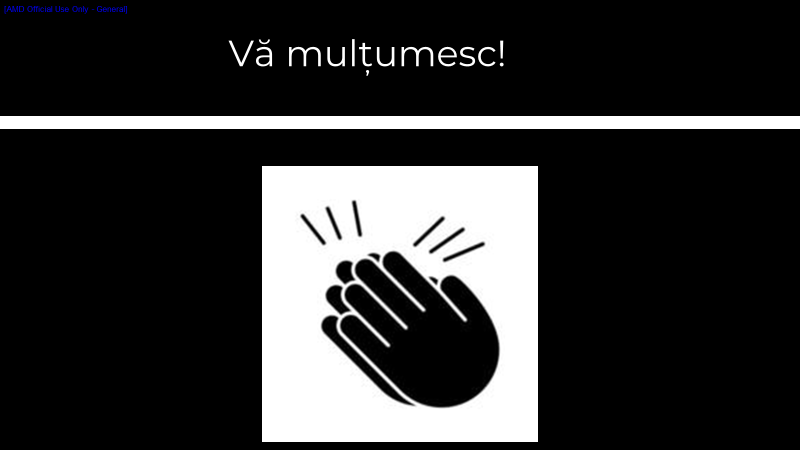 [AMD Official Use Only - General]
Vă mulțumesc!